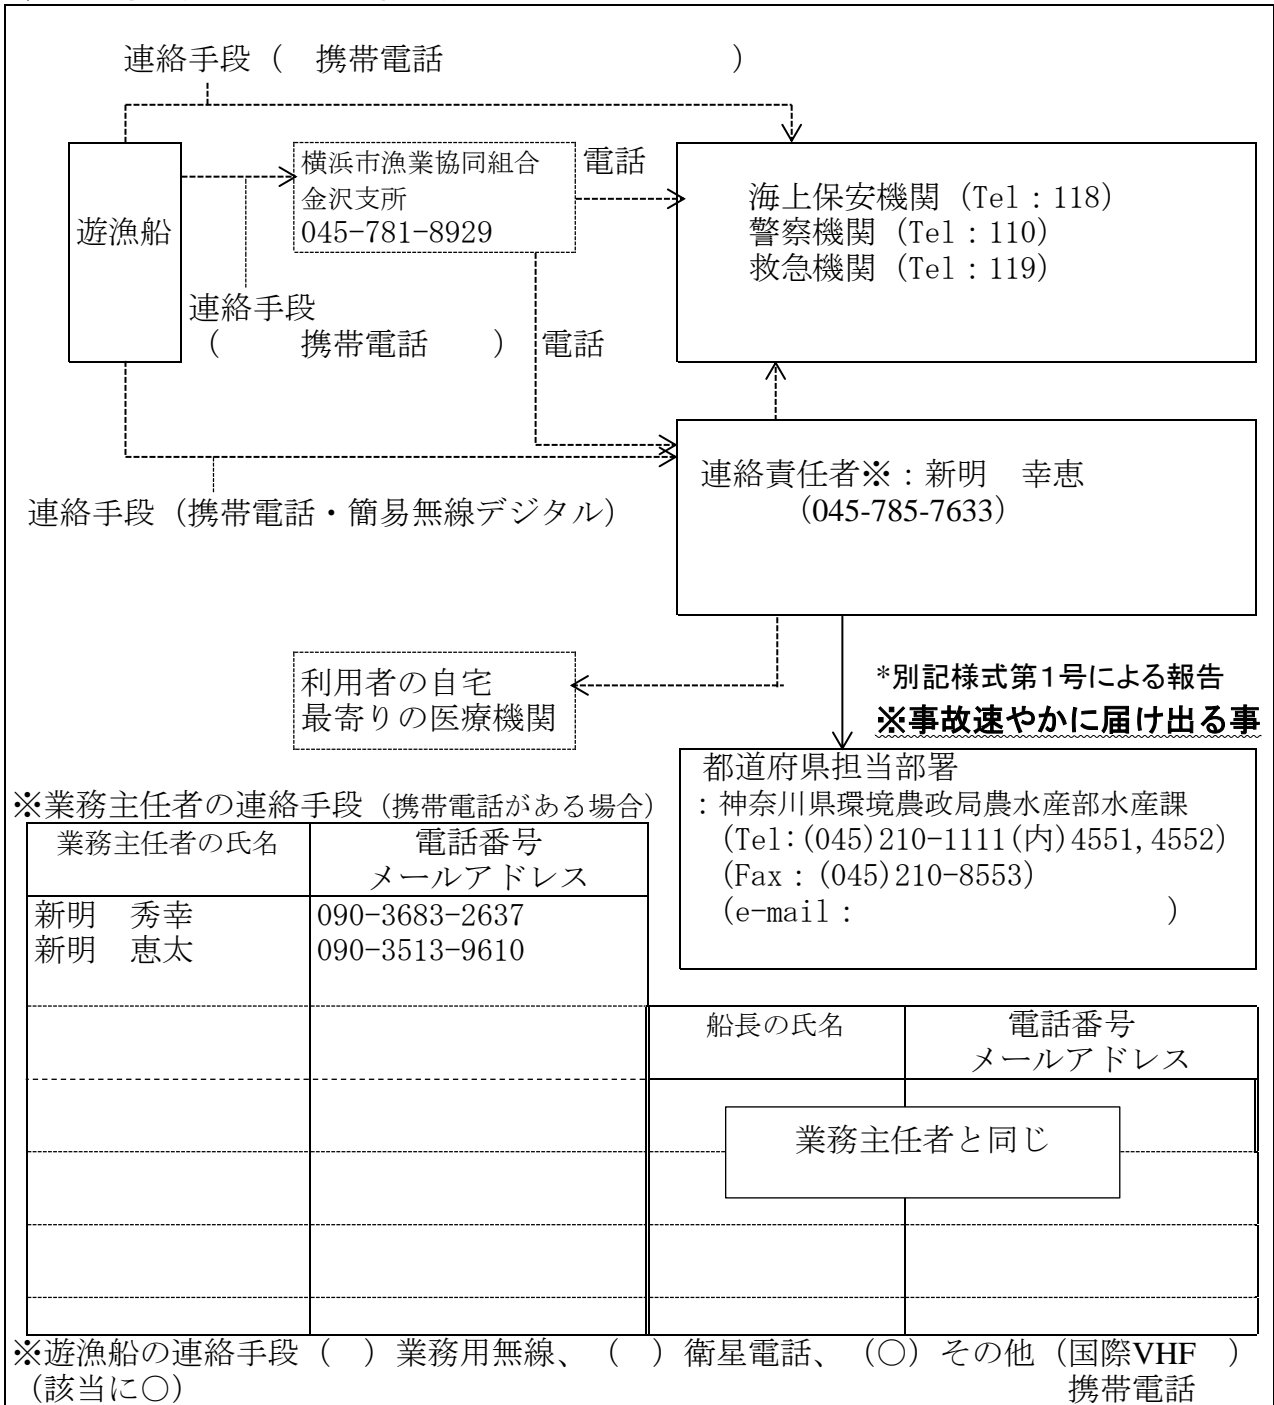 連絡手段（　携帯電話　　　　　　　　　）
遊漁船
横浜市漁業協同組合
金沢支所
045-781-8929
電話
海上保安機関（Tel：118）
警察機関（Tel：110）
救急機関（Tel：119）
連絡手段
（　　携帯電話　　）
電話
連絡責任者※：新明　幸恵
（045-785-7633）
連絡手段（携帯電話・簡易無線デジタル）
利用者の自宅
最寄りの医療機関
*別記様式第１号による報告
※事故速やかに届け出る事
都道府県担当部署
：神奈川県環境農政局農水産部水産課
（Tel：(045)210-1111(内)4551,4552）
（Fax：(045)210-8553）
（e-mail：　　　　　　　　　　）
※業務主任者の連絡手段（携帯電話がある場合）
業務主任者の氏名　電話番号
メールアドレス
新明　秀幸　090-3683-2637
新明　恵太　090-3513-9610
船長の氏名　電話番号
メールアドレス
業務主任者と同じ
※遊漁船の連絡手段（　）業務用無線、（　）衛星電話、（○）その他（国際VHF　）
（該当に○）　携帯電話